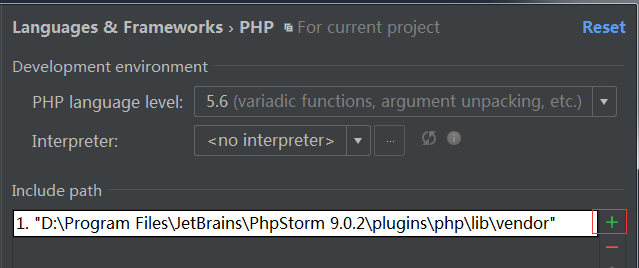 Languages & Frameworks › PHP For current project Reset
Development environment
PHP language level: 5.6 (variadic functions, argument unpacking, etc.)
Interpreter: <no interpreter> ...
Include path
1. "D:\Program Files\JetBrains\PhpStorm 9.0.2\plugins\php\lib\vendor"